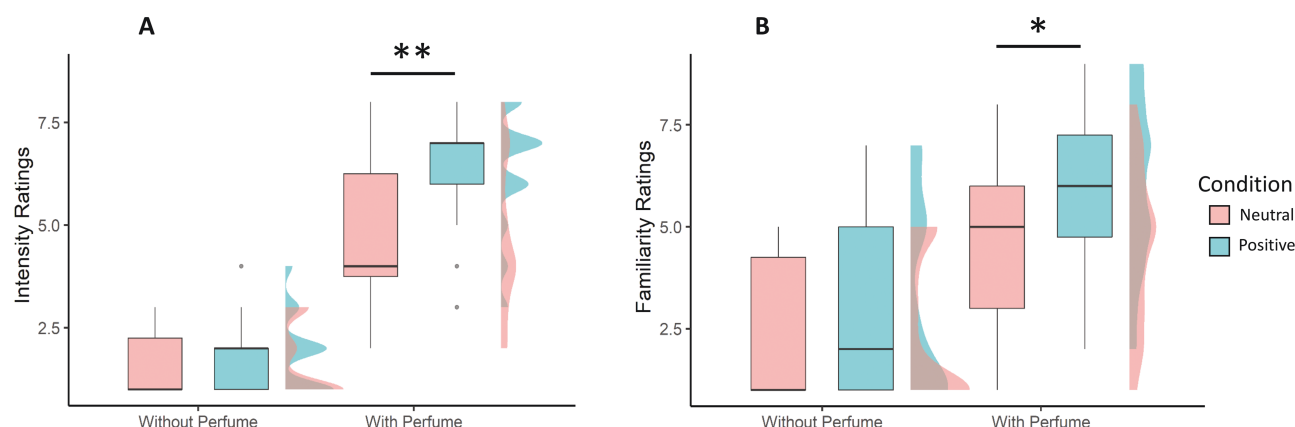 A
**
7.5
5.0
2.5
Intensity Ratings
Without Perfume
With Perfume
B
*
7.5
5.0
2.5
Familiarity Ratings
Without Perfume
With Perfume
Condition
Neutral
Positive